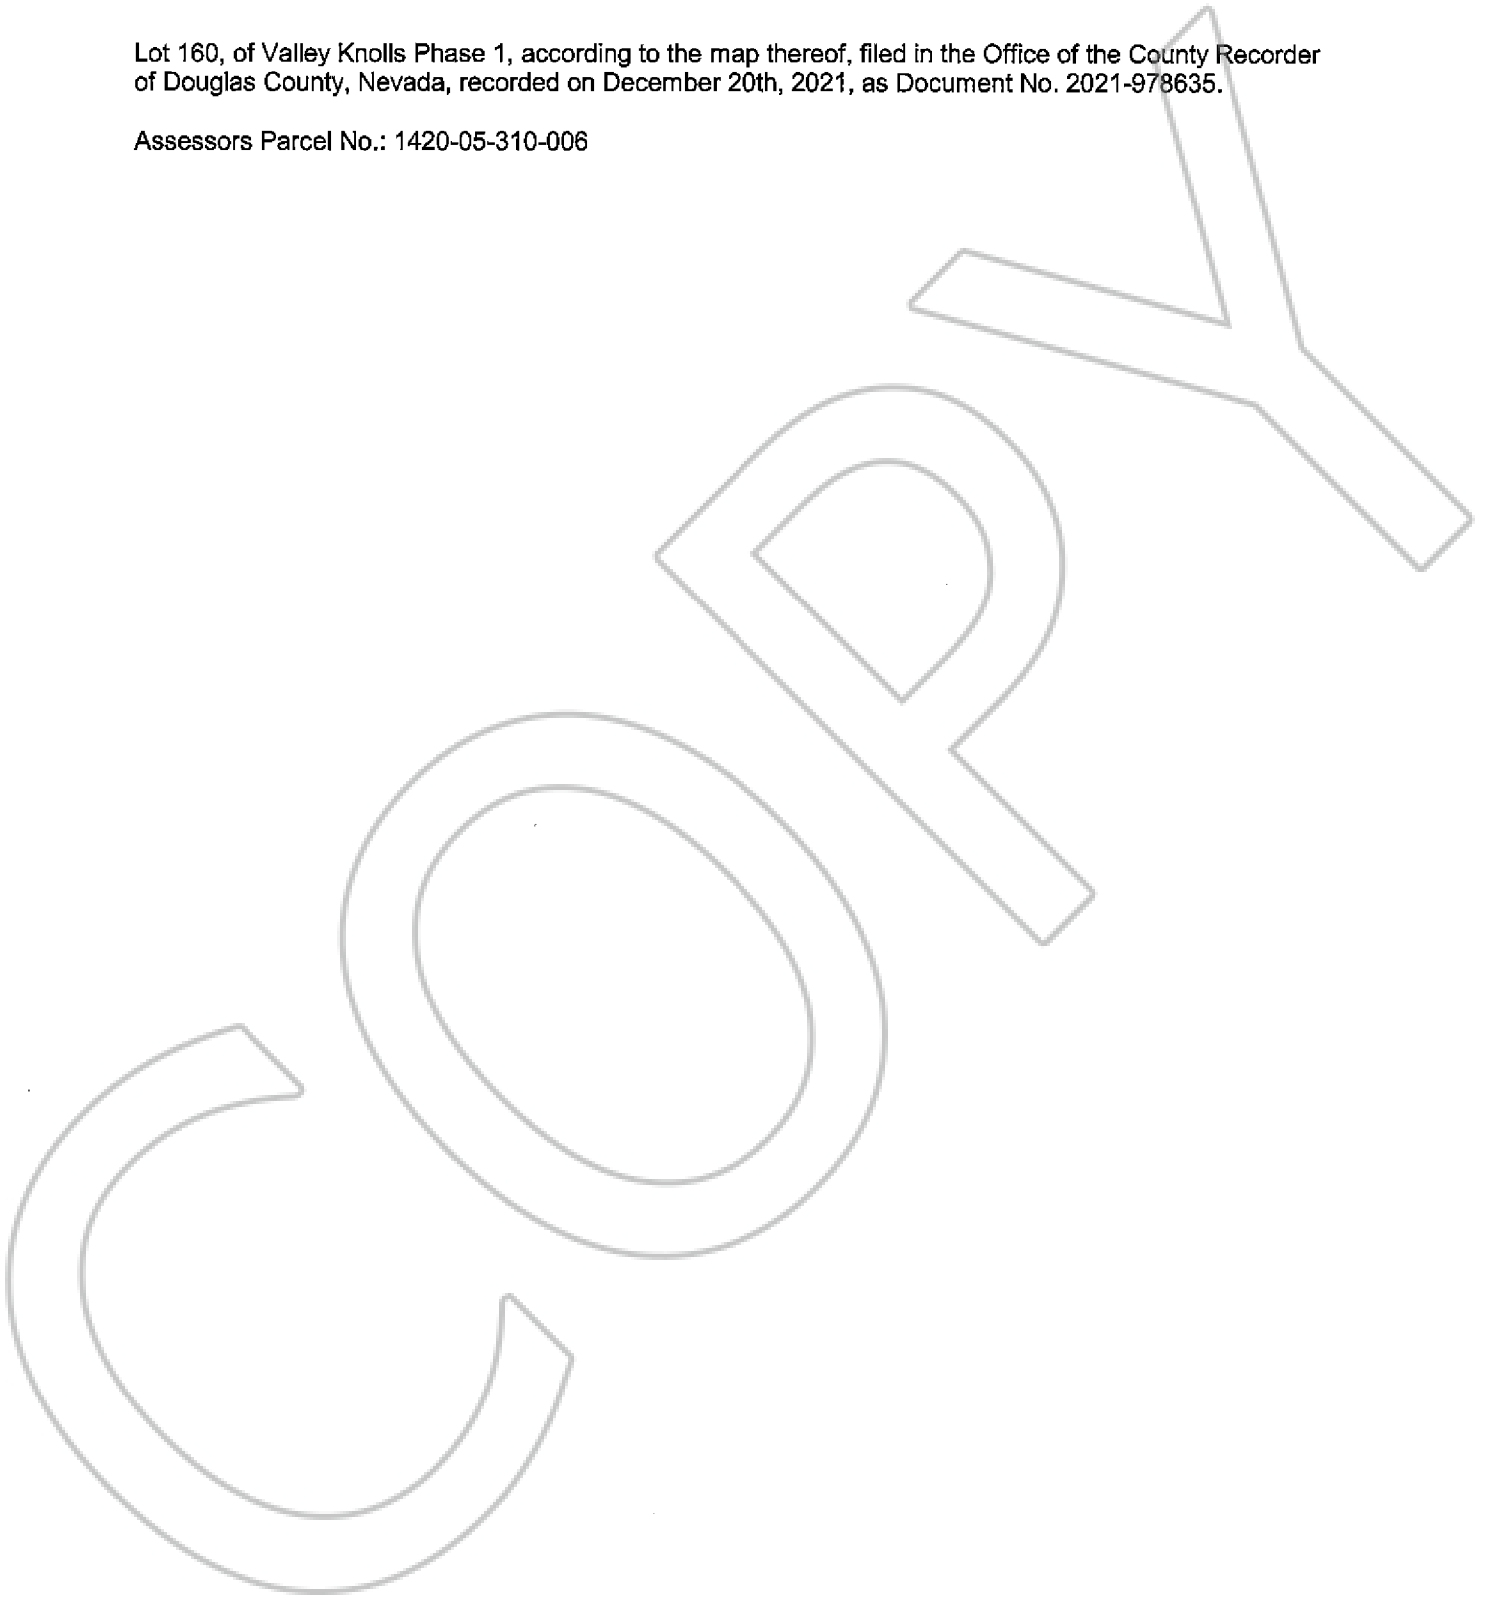 Lot 160, of Valley Knolls Phase 1, according to the map thereof, filed in the Office of the County Recorder
of Douglas County, Nevada, recorded on December 20th, 2021, as Document No. 2021-978635.
Assessors Parcel No.: 1420-05-310-006
COPY